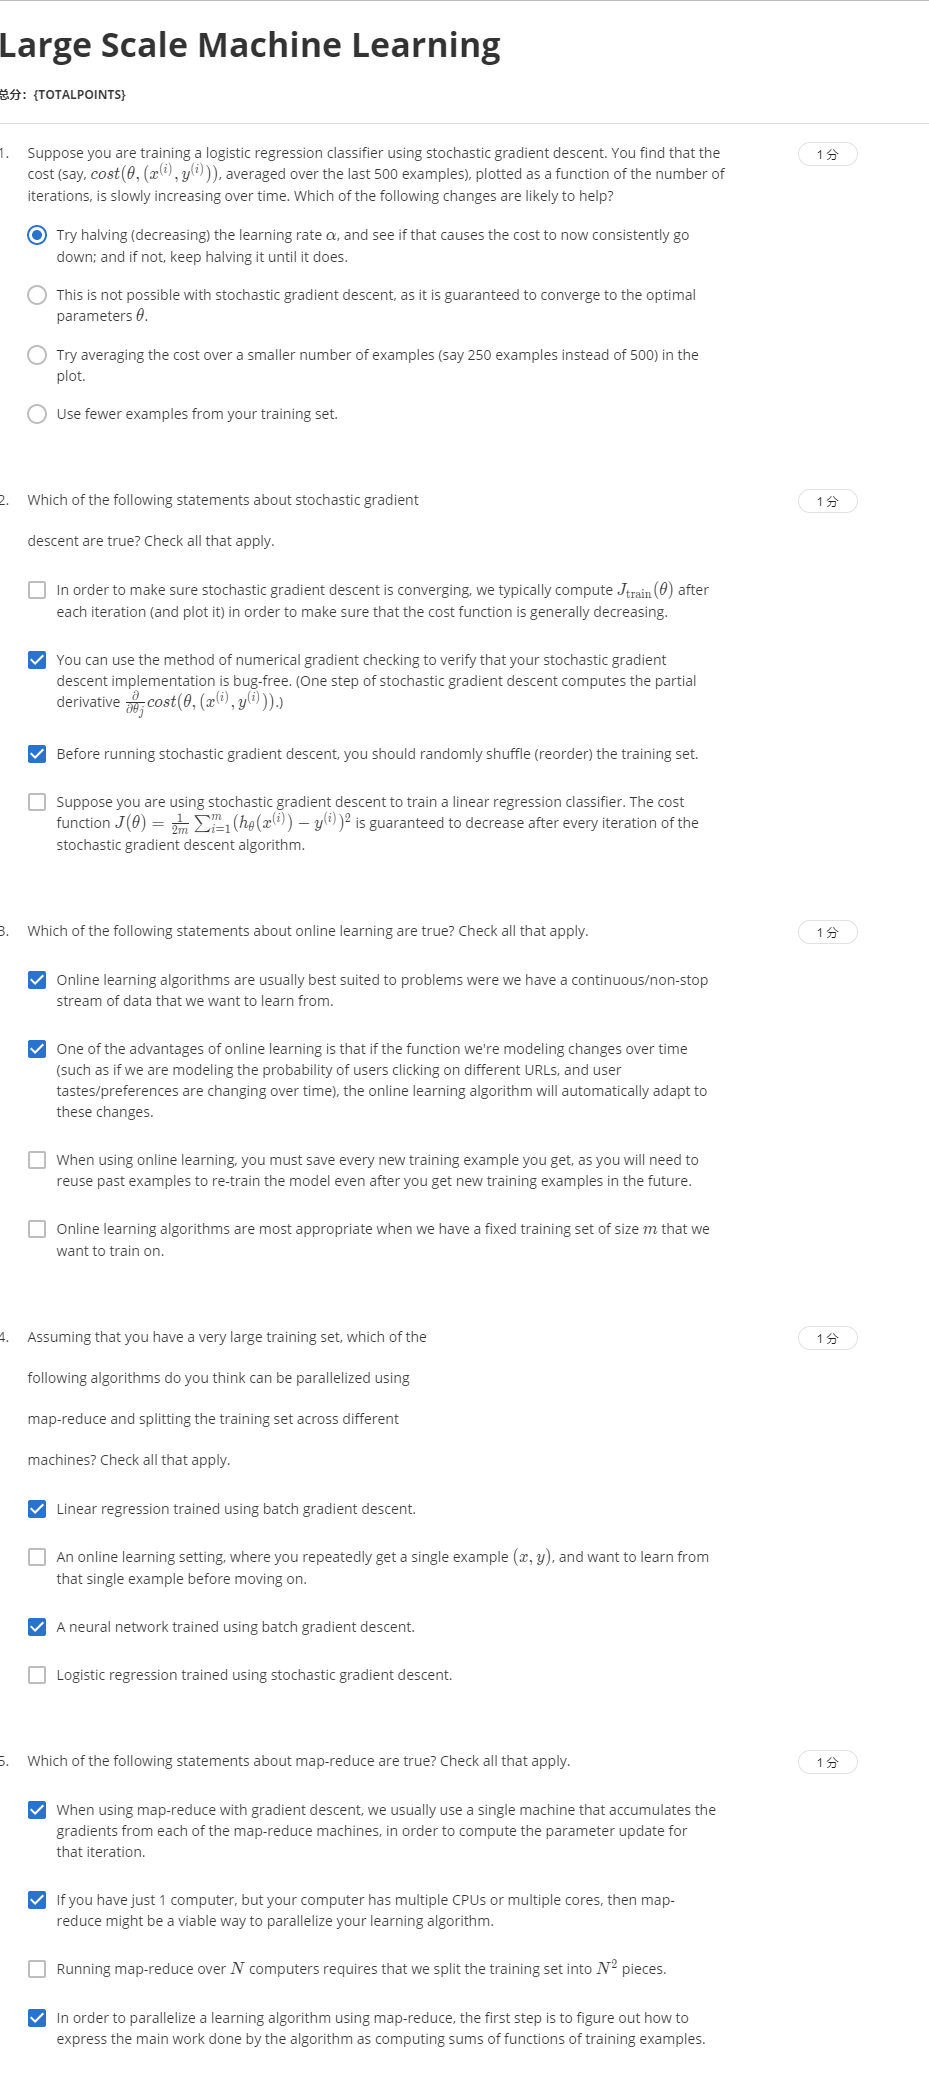 Large Scale Machine Learning
总分: {TOTALPOINTS}
1. Suppose you are training a logistic regression classifier using stochastic gradient descent. You find that the
1 分
cost (say, cost(θ, (x^(i), y^(i))), averaged over the last 500 examples), plotted as a function of the number of
iterations, is slowly increasing over time. Which of the following changes are likely to help?
Try halving (decreasing) the learning rate α, and see if that causes the cost to now consistently go
down; and if not, keep halving it until it does.
This is not possible with stochastic gradient descent, as it is guaranteed to converge to the optimal
parameters θ.
Try averaging the cost over a smaller number of examples (say 250 examples instead of 500) in the
plot.
Use fewer examples from your training set.
2. Which of the following statements about stochastic gradient
1 分
descent are true? Check all that apply.
In order to make sure stochastic gradient descent is converging, we typically compute J_train(θ) after
each iteration (and plot it) in order to make sure that the cost function is generally decreasing.
You can use the method of numerical gradient checking to verify that your stochastic gradient
descent implementation is bug-free. (One step of stochastic gradient descent computes the partial
derivative ∂/∂θ_j cost(θ, (x^(i), y^(i))).)
Before running stochastic gradient descent, you should randomly shuffle (reorder) the training set.
Suppose you are using stochastic gradient descent to train a linear regression classifier. The cost
function J(θ) = 1/2m ∑_{i=1}^m (h_θ(x^(i)) − y^(i))² is guaranteed to decrease after every iteration of the
stochastic gradient descent algorithm.
3. Which of the following statements about online learning are true? Check all that apply.
1 分
Online learning algorithms are usually best suited to problems were we have a continuous/non-stop
stream of data that we want to learn from.
One of the advantages of online learning is that if the function we're modeling changes over time
(such as if we are modeling the probability of users clicking on different URLs, and user
tastes/preferences are changing over time), the online learning algorithm will automatically adapt to
these changes.
When using online learning, you must save every new training example you get, as you will need to
reuse past examples to re-train the model even after you get new training examples in the future.
Online learning algorithms are most appropriate when we have a fixed training set of size m that we
want to train on.
4. Assuming that you have a very large training set, which of the
1 分
following algorithms do you think can be parallelized using
map-reduce and splitting the training set across different
machines? Check all that apply.
Linear regression trained using batch gradient descent.
An online learning setting, where you repeatedly get a single example (x, y), and want to learn from
that single example before moving on.
A neural network trained using batch gradient descent.
Logistic regression trained using stochastic gradient descent.
5. Which of the following statements about map-reduce are true? Check all that apply.
1 分
When using map-reduce with gradient descent, we usually use a single machine that accumulates the
gradients from each of the map-reduce machines, in order to compute the parameter update for
that iteration.
If you have just 1 computer, but your computer has multiple CPUs or multiple cores, then map-
reduce might be a viable way to parallelize your learning algorithm.
Running map-reduce over N computers requires that we split the training set into N² pieces.
In order to parallelize a learning algorithm using map-reduce, the first step is to figure out how to
express the main work done by the algorithm as computing sums of functions of training examples.